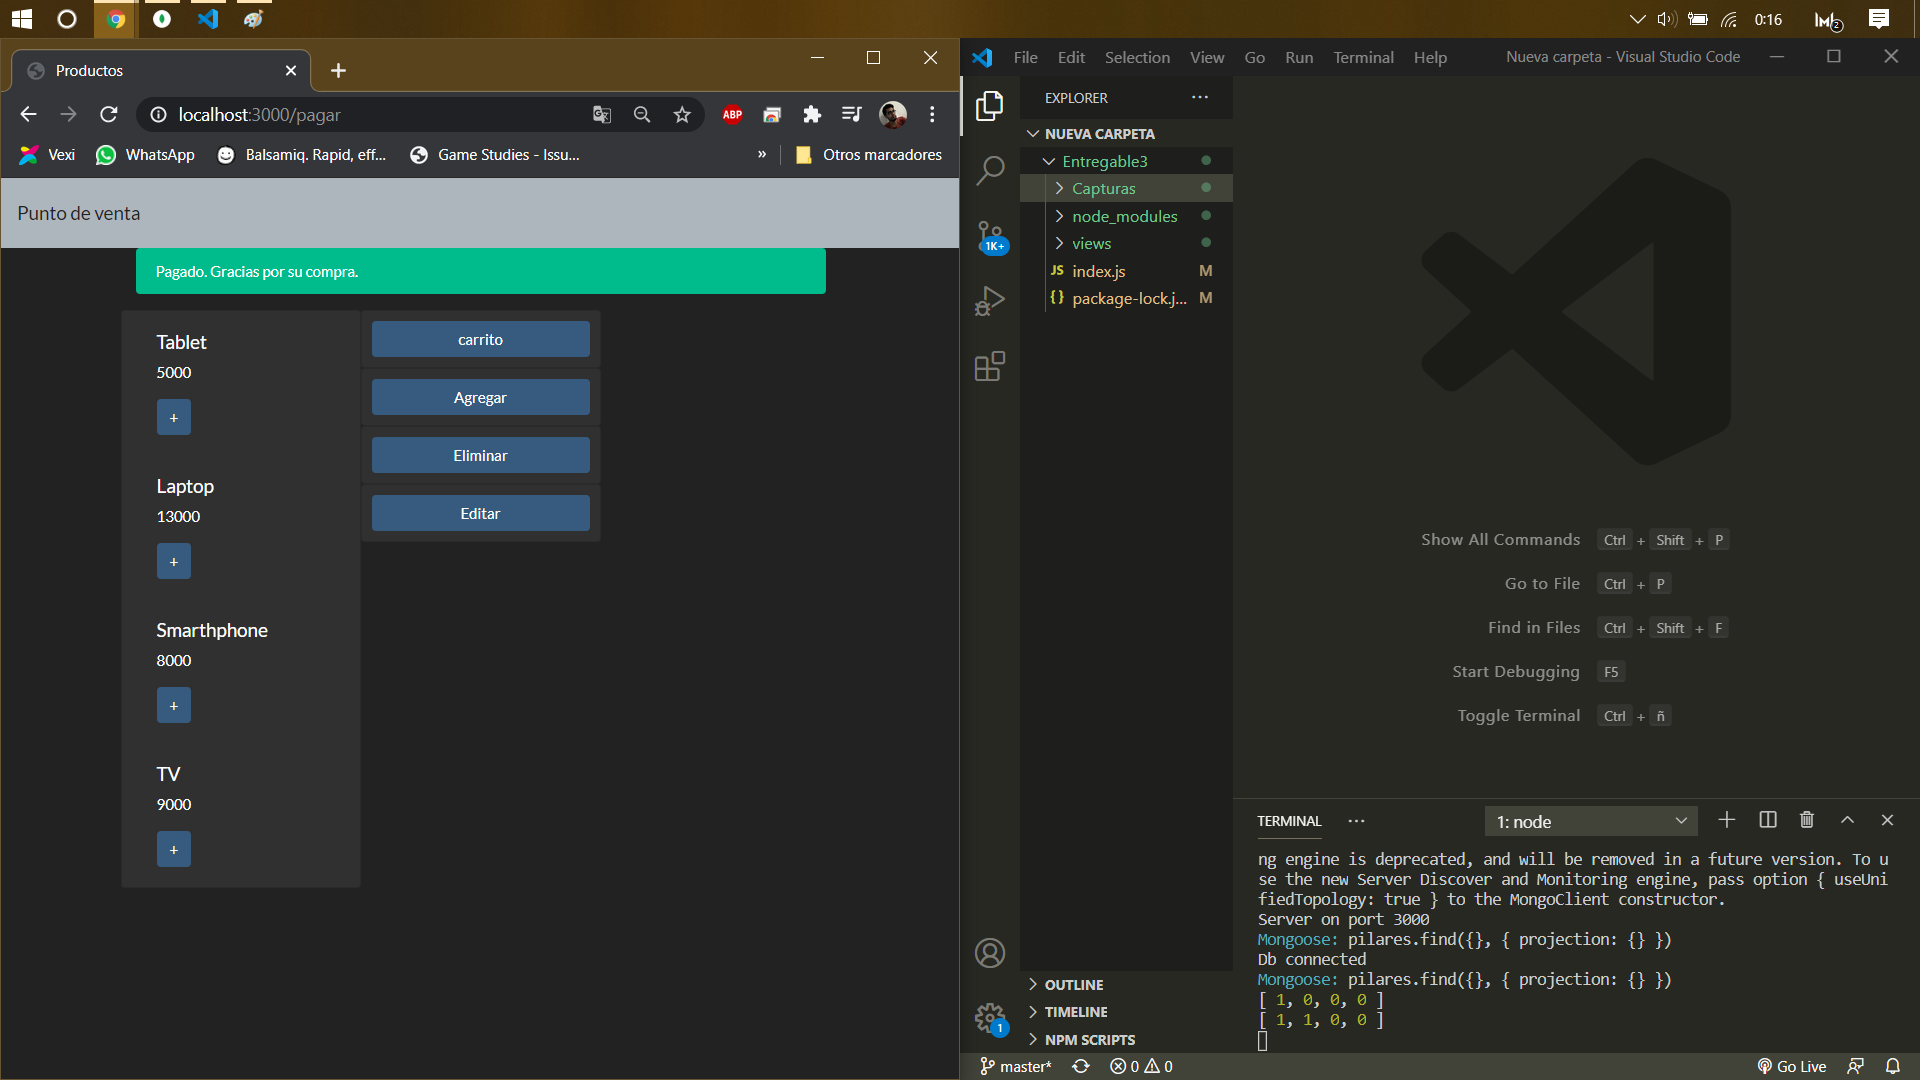 0:16
2
Productos
localhost:3000/pagar
ABP
Vexi
WhatsApp
Balsamiq. Rapid, eff...
Game Studies - Issu...
»
Otros marcadores
Punto de venta
Pagado. Gracias por su compra.
Tablet
5000
+
Laptop
13000
+
Smarthphone
8000
+
TV
9000
+
carrito
Agregar
Eliminar
Editar
File Edit Selection View Go Run Terminal Help
Nueva carpeta - Visual Studio Code
EXPLORER
NUEVA CARPETA
Entregable3
Capturas
node_modules
views
JS index.js M
{} package-lock.j... M
1K+
OUTLINE
TIMELINE
NPM SCRIPTS
1
Show All Commands Ctrl + Shift + P
Go to File Ctrl + P
Find in Files Ctrl + Shift + F
Start Debugging F5
Toggle Terminal Ctrl + ñ
TERMINAL
1: node
ng engine is deprecated, and will be removed in a future version. To u
se the new Server Discover and Monitoring engine, pass option { useUni
fiedTopology: true } to the MongoClient constructor.
Server on port 3000
Mongoose: pilares.find({}, { projection: {} })
Db connected
Mongoose: pilares.find({}, { projection: {} })
[ 1, 0, 0, 0 ]
[ 1, 1, 0, 0 ]
master*
0
0
Go Live